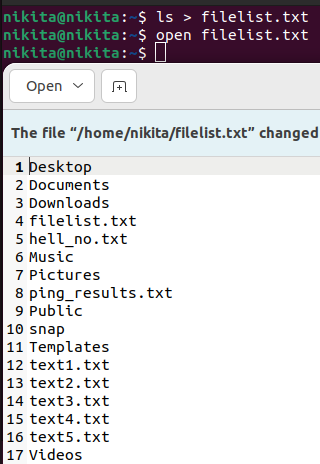 nikita@nikita:~$ ls > filelist.txt
nikita@nikita:~$ open filelist.txt
nikita@nikita:~$
Open
The file “/home/nikita/filelist.txt” changed
1 Desktop
2 Documents
3 Downloads
4 filelist.txt
5 hell_no.txt
6 Music
7 Pictures
8 ping_results.txt
9 Public
10 snap
11 Templates
12 text1.txt
13 text2.txt
14 text3.txt
15 text4.txt
16 text5.txt
17 Videos